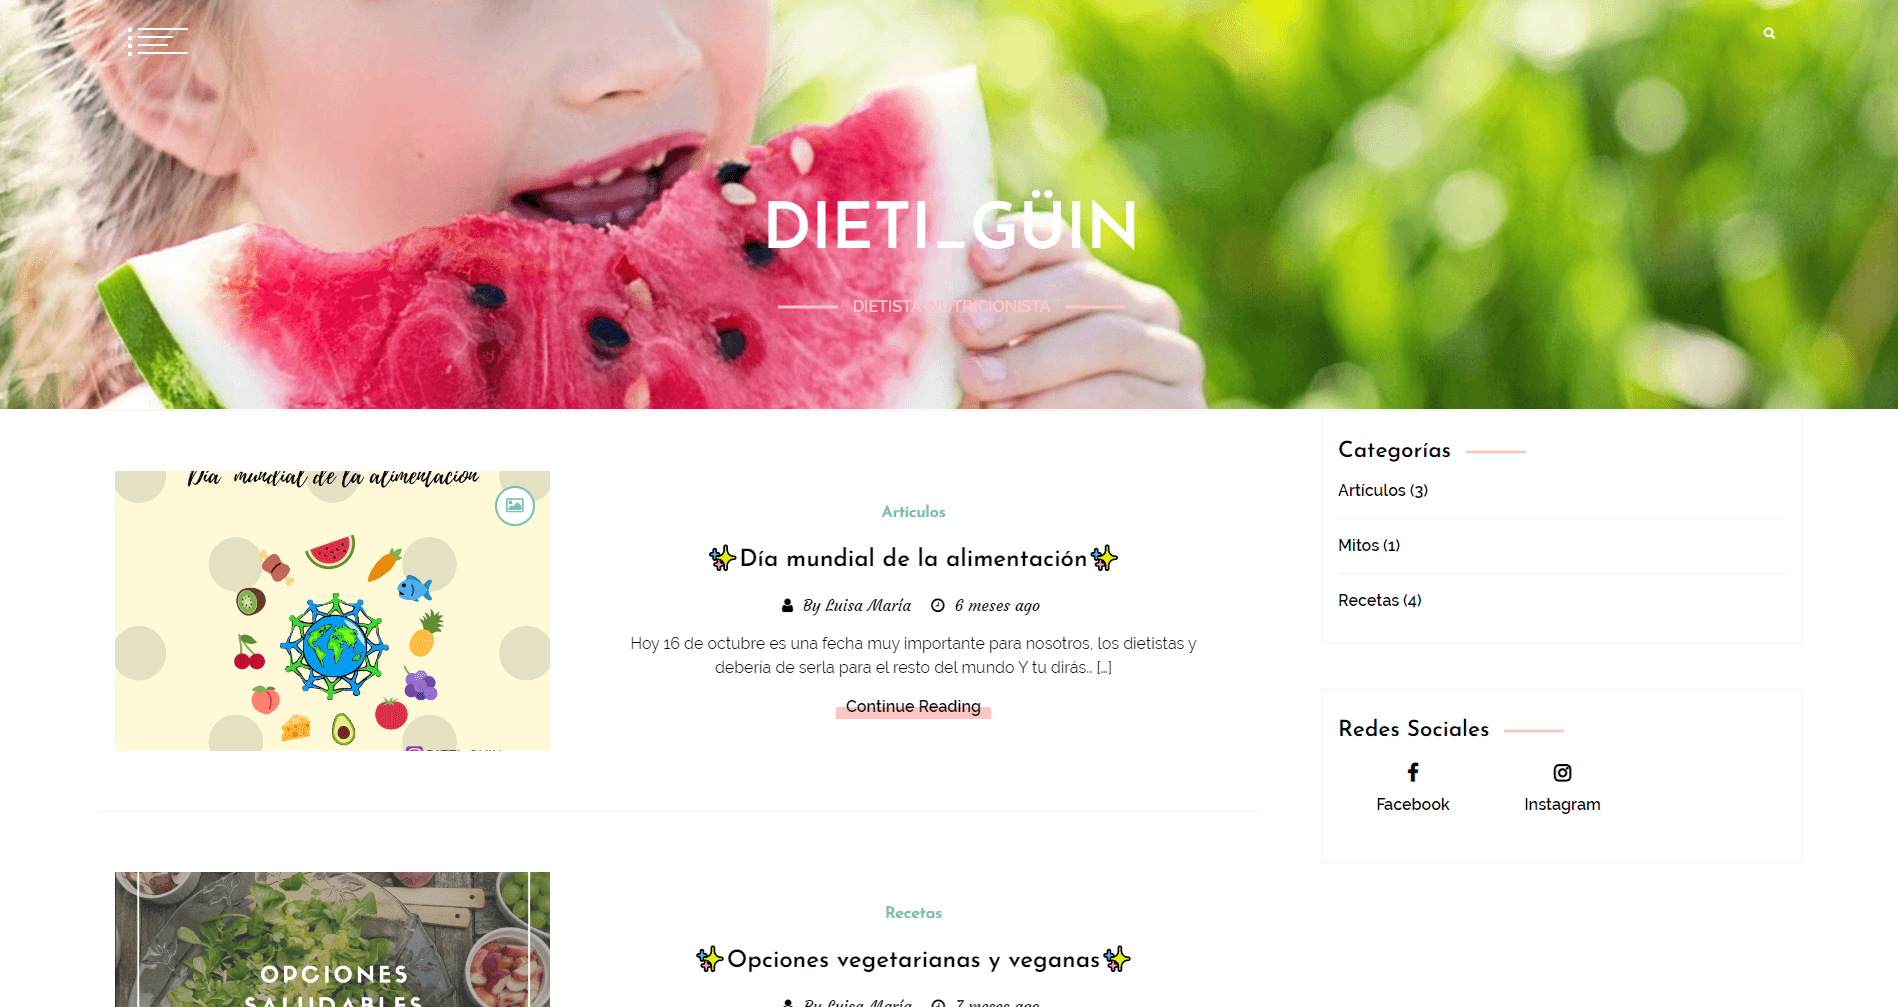 DIETI_GÜIN
DIETISTA NUTRICIONISTA
Día mundial de la alimentación
Artículos
Día mundial de la alimentación
By Luisa María 6 meses ago
Hoy 16 de octubre es una fecha muy importante para nosotros, los dietistas y
debería de serla para el resto del mundo Y tu dirás.. […]
Continue Reading
OPCIONES
SALUDABLES
Recetas
Opciones vegetarianas y veganas
By Luisa María 7 meses ago
Categorías
Artículos (3)
Mitos (1)
Recetas (4)
Redes Sociales
Facebook
Instagram